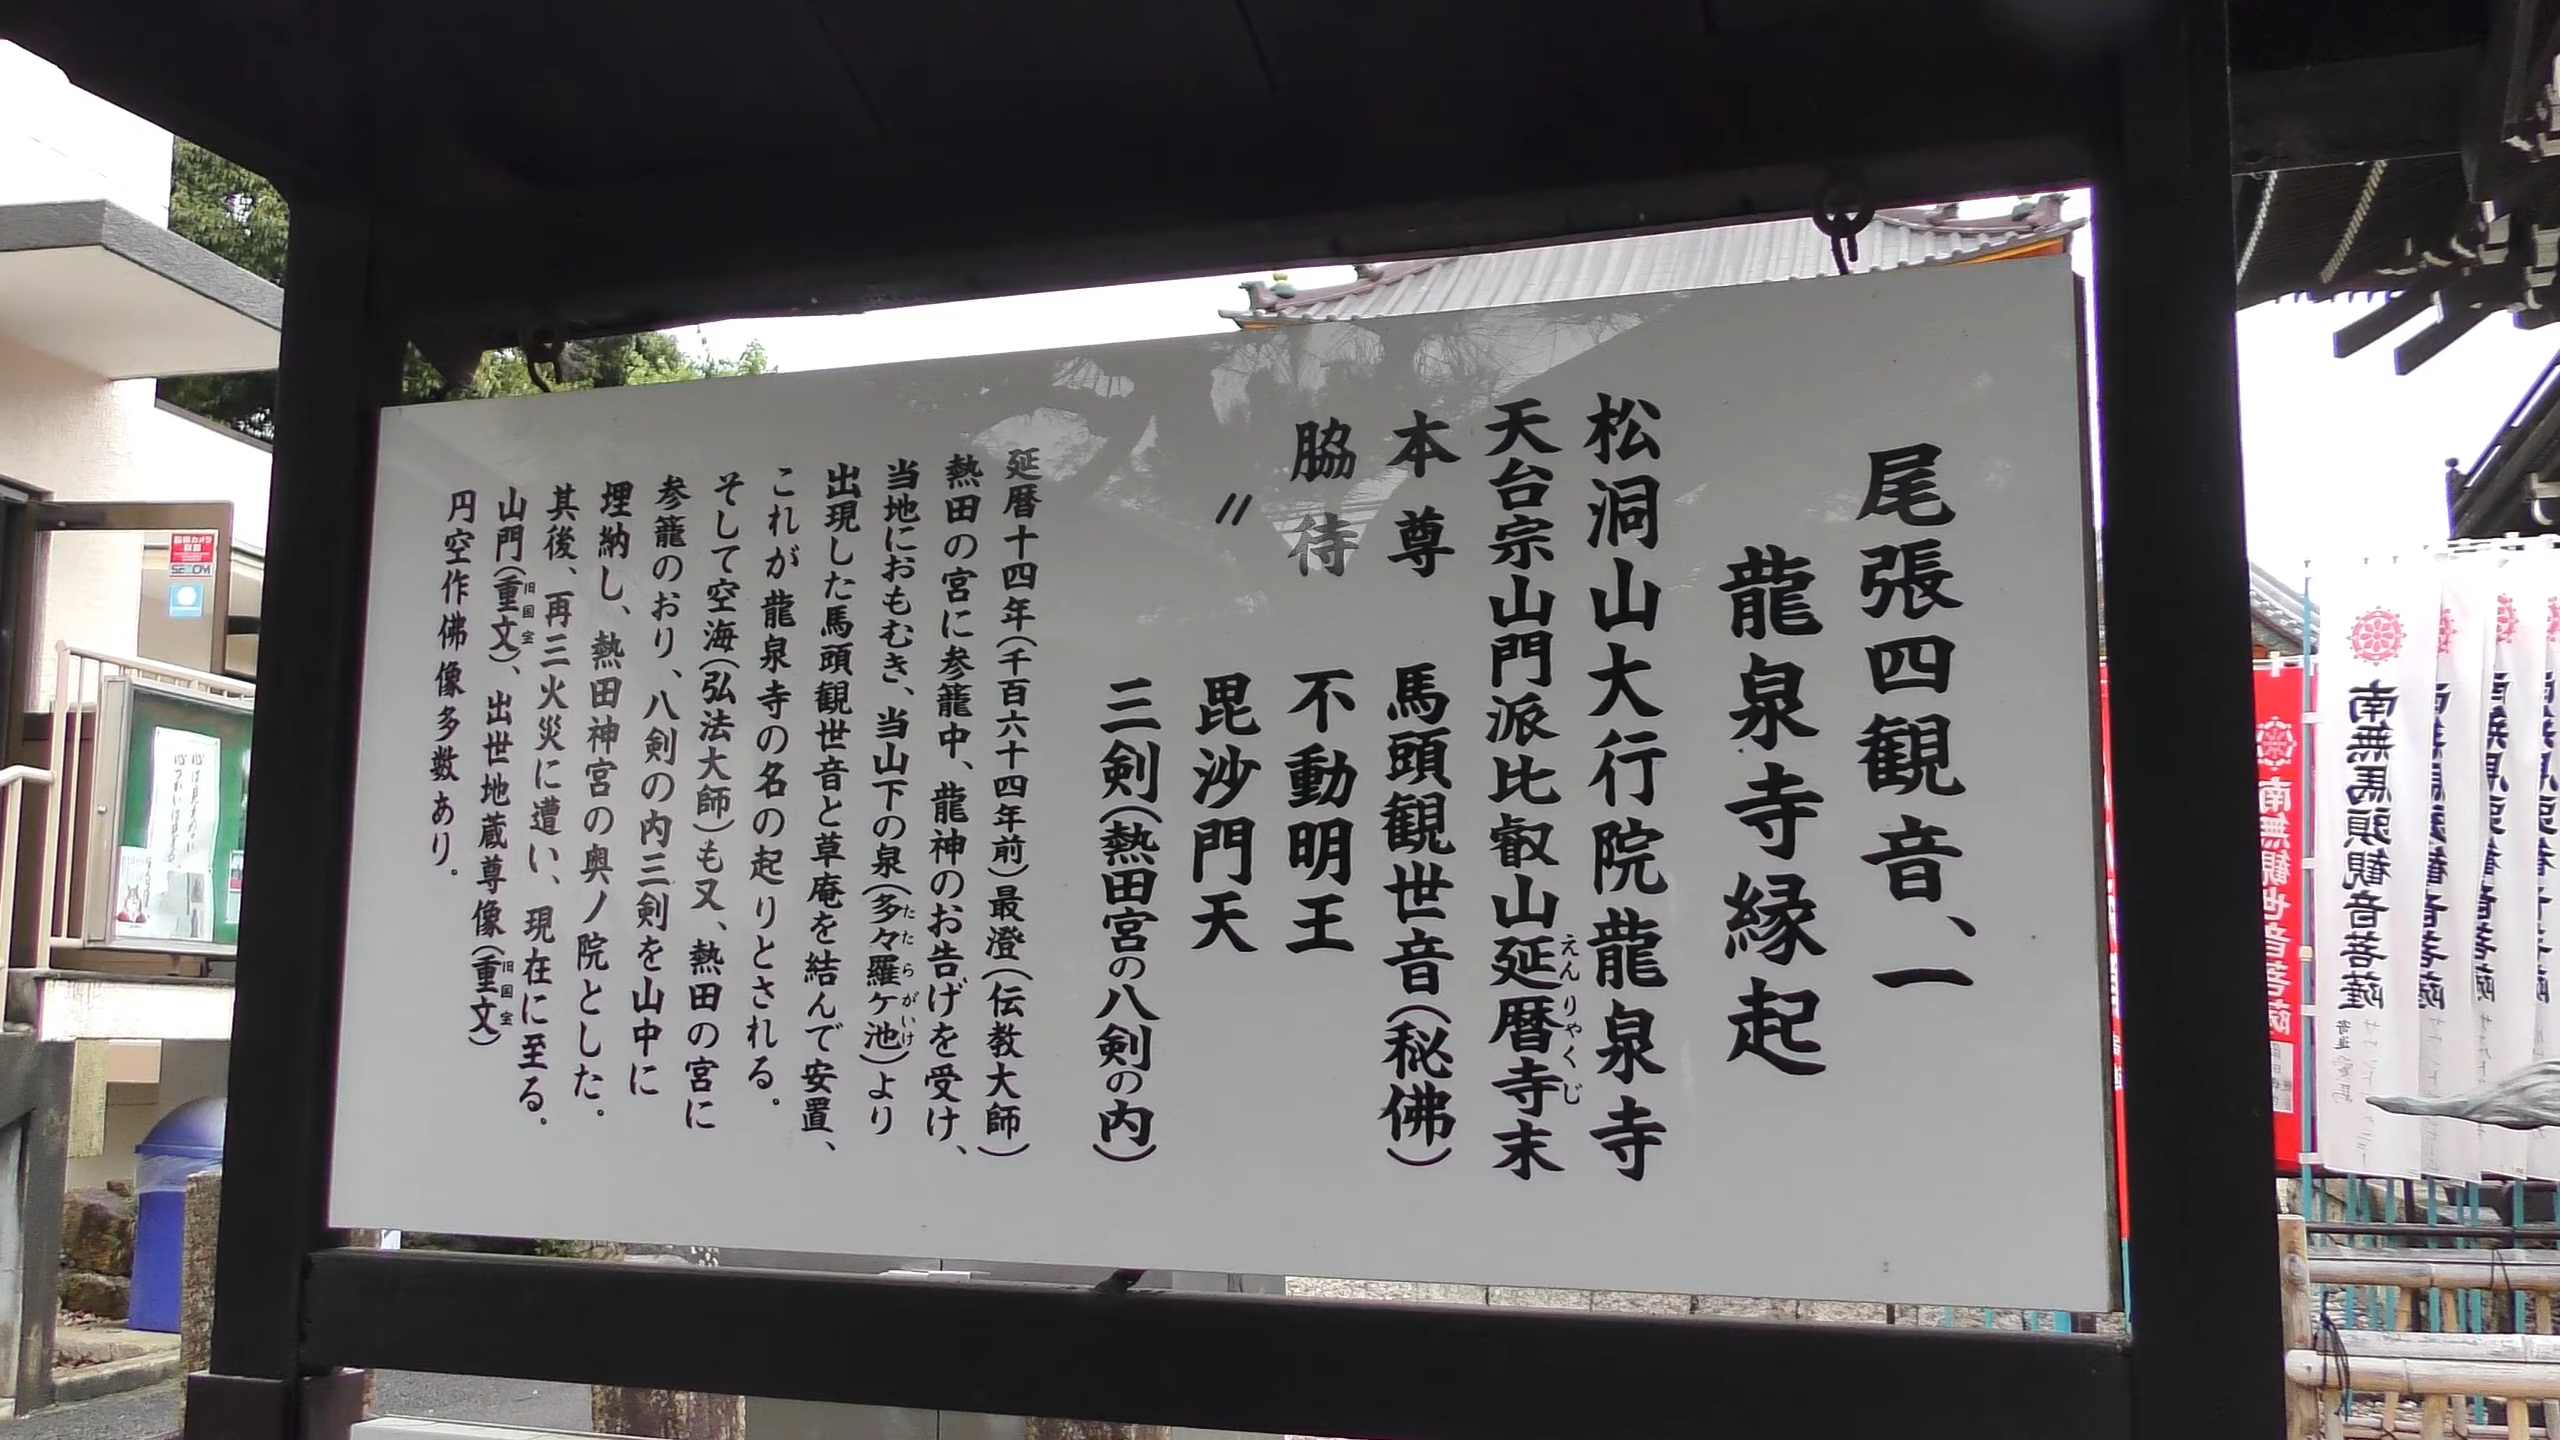 尾張四観音、一
龍泉寺縁起
松洞山大行院龍泉寺
天台宗山門派比叡山延暦寺末
えんりやくじ
本尊 馬頭観世音(秘佛)
脇待 不動明王
〃 毘沙門天
三剣(熱田宮の八剣の内)
延暦十四年(千百六十四年前)最澄(伝教大師)
熱田の宮に参籠中、龍神のお告げを受け、
当地におもむき、当山下の泉(多々羅ケ池)より
たたらがいけ
出現した馬頭観世音と草庵を結んで安置、
これが龍泉寺の名の起りとされる。
そして空海(弘法大師)も又、熱田の宮に
参籠のおり、八剣の内三剣を山中に
埋納し、熱田神宮の奥ノ院とした。
其後、再三火災に遭い、現在に至る。
山門(重文)、出世地蔵尊像(重文)
旧国宝
旧国宝
円空作佛像多数あり。
南無観世音菩薩
南無馬頭観音菩薩
SECOM